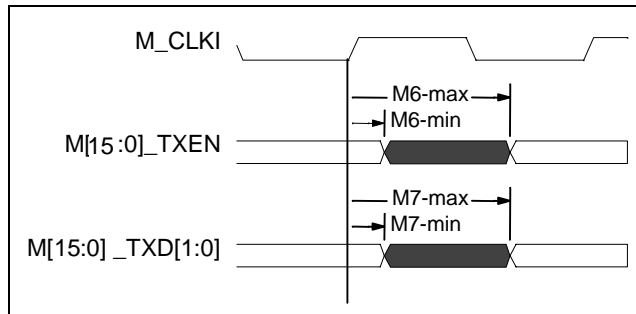 M_CLKI
M6-max
M6-min
M[15:0]_TXEN
M7-max
M7-min
M[15:0] _TXD[1:0]